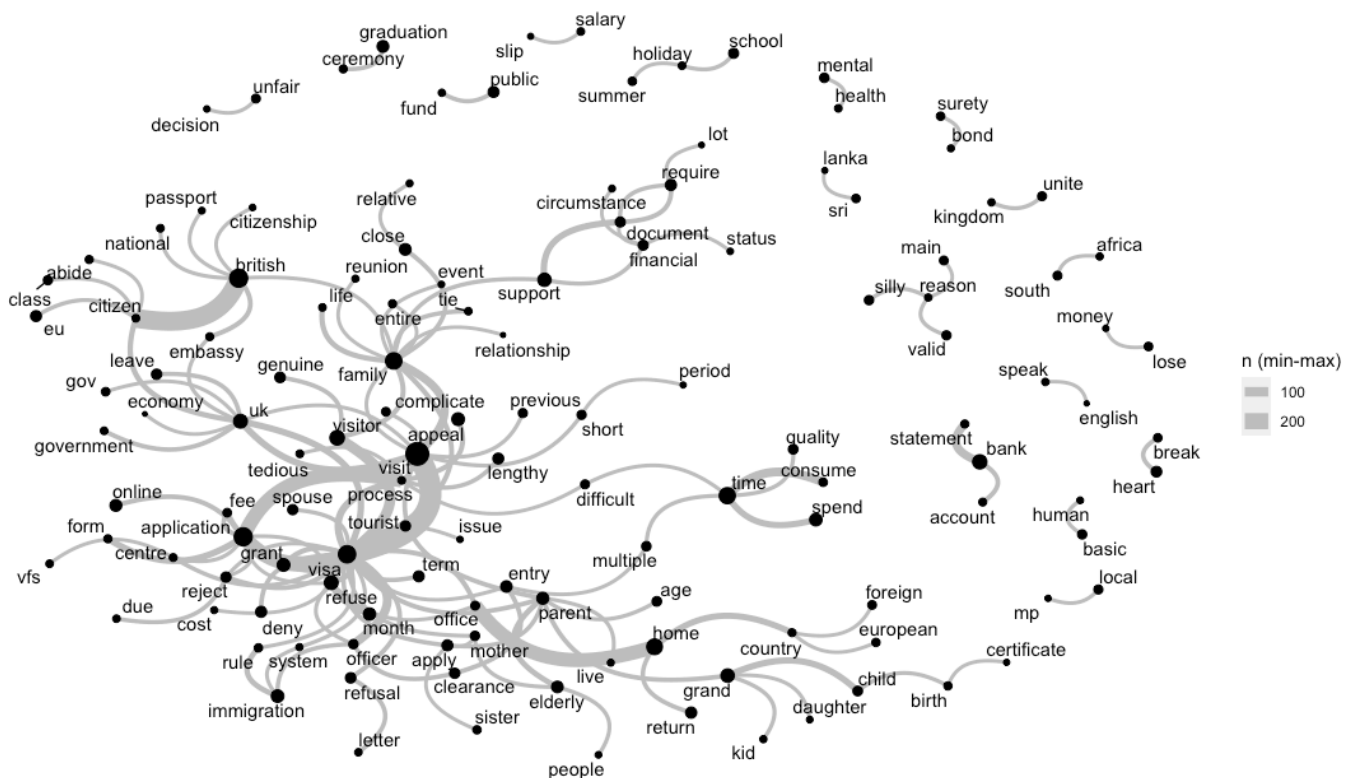 graduation
ceremony
slip
salary
holiday
school
summer
fund
public
unfair
decision
mental
health
surety
bond
lot
require
lanka
sri
unite
kingdom
passport
citizenship
national
british
relative
close
circumstance
document
financial
status
abide
class
eu
citizen
reunion
event
life
tie
entire
support
main
silly
reason
valid
africa
south
money
lose
n (min-max)
100
200
embassy
relationship
leave
genuine
family
gov
economy
uk
visitor
complicate
previous
period
short
speak
english
government
appeal
tedious
visit
lengthy
quality
statement
bank
break
heart
online
fee
spouse
process
difficult
time
consume
spend
account
human
basic
form
application
centre
grant
tourist
issue
vfs
visa
term
multiple
entry
reject
refuse
due
cost
deny
month
office
parent
age
home
foreign
european
country
local
mp
rule
system
officer
apply
mother
live
certificate
immigration
refusal
clearance
elderly
grand
child
birth
letter
sister
return
daughter
kid
people